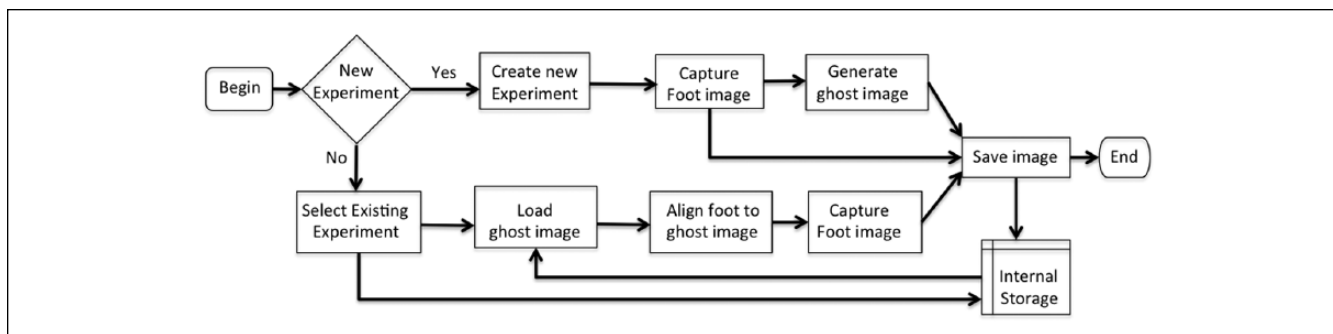 Begin
New
Experiment
Yes
No
Create new
Experiment
Capture
Foot image
Generate
ghost image
Save image
End
Select Existing
Experiment
Load
ghost image
Align foot to
ghost image
Capture
Foot image
Internal
Storage